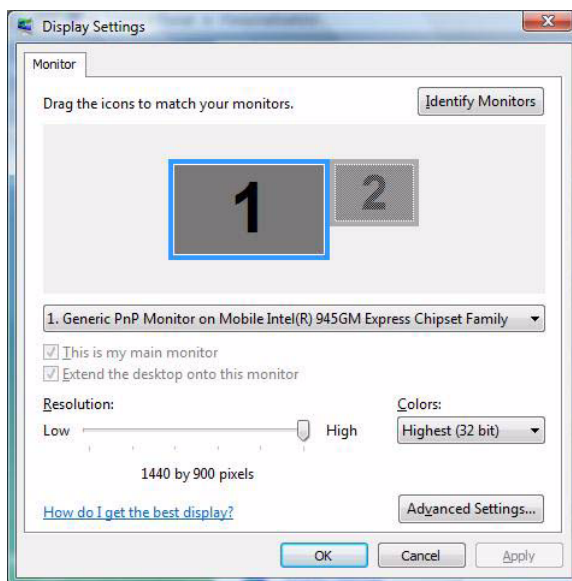 Display Settings
Monitor
Drag the icons to match your monitors.
Identify Monitors
1
2
1. Generic PnP Monitor on Mobile Intel(R) 945GM Express Chipset Family
This is my main monitor
Extend the desktop onto this monitor
Resolution:
Colors:
Low
High
Highest (32 bit)
1440 by 900 pixels
How do I get the best display?
Advanced Settings...
OK
Cancel
Apply